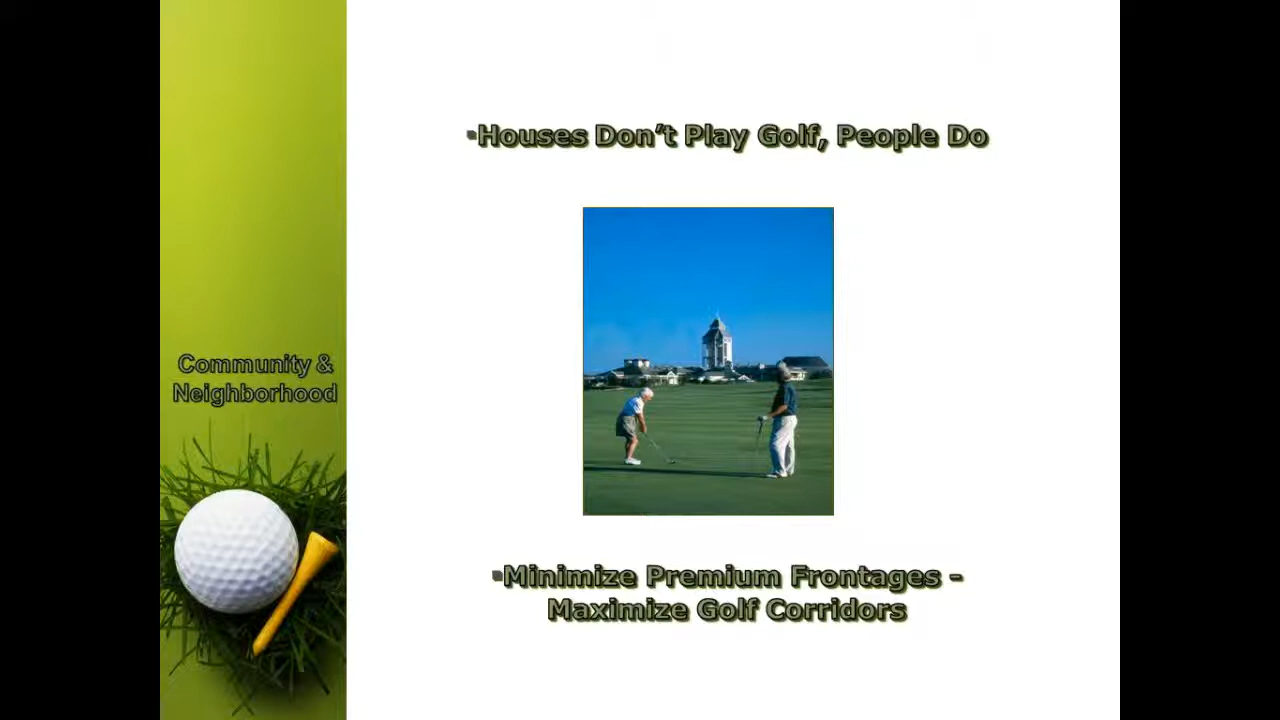 ▪Houses Don’t Play Golf, People Do
Community &
Neighborhood
▪Minimize Premium Frontages -
Maximize Golf Corridors